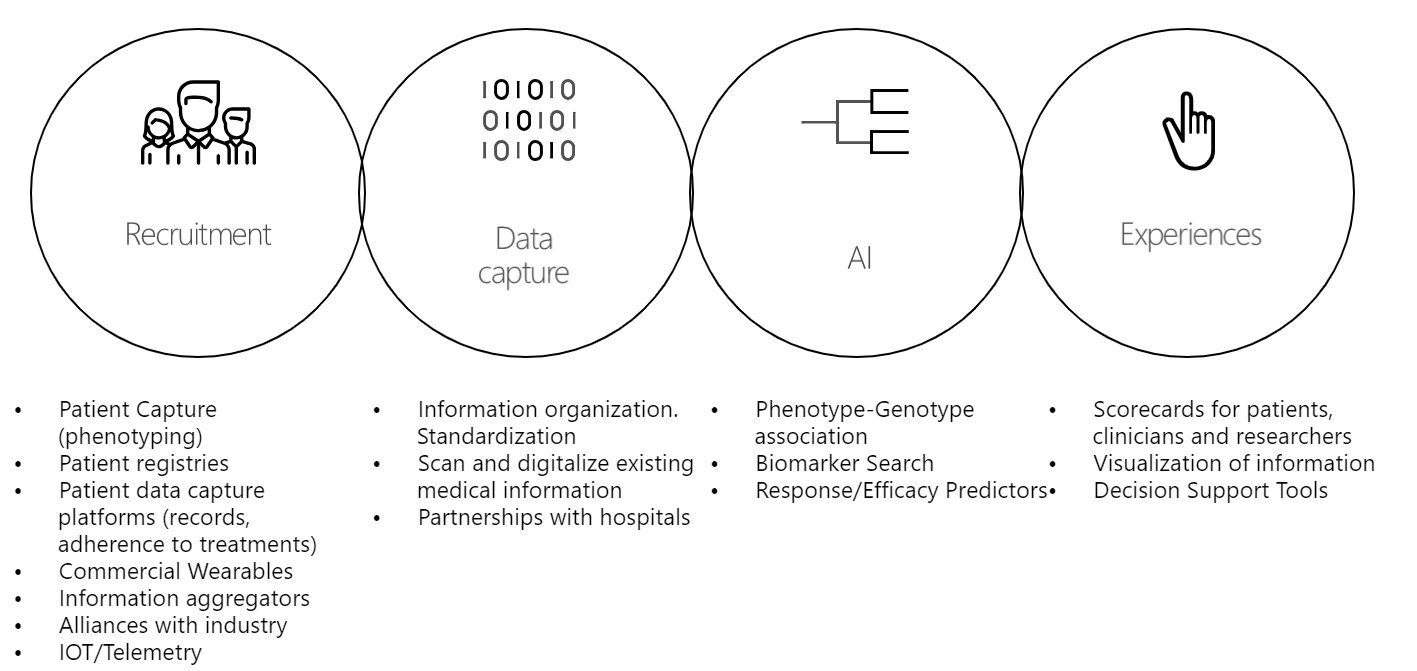 101010
010101
101010
Recruitment
Data
capture
AI
Experiences
• Patient Capture
(phenotyping)
• Patient registries
• Patient data capture
platforms (records,
adherence to treatments)
• Commercial Wearables
• Information aggregators
• Alliances with industry
• IOT/Telemetry
• Information organization.
Standardization
• Scan and digitalize existing
medical information
• Partnerships with hospitals
• Phenotype-Genotype
association
• Biomarker Search
• Response/Efficacy Predictors
• Scorecards for patients,
clinicians and researchers
• Visualization of information
• Decision Support Tools